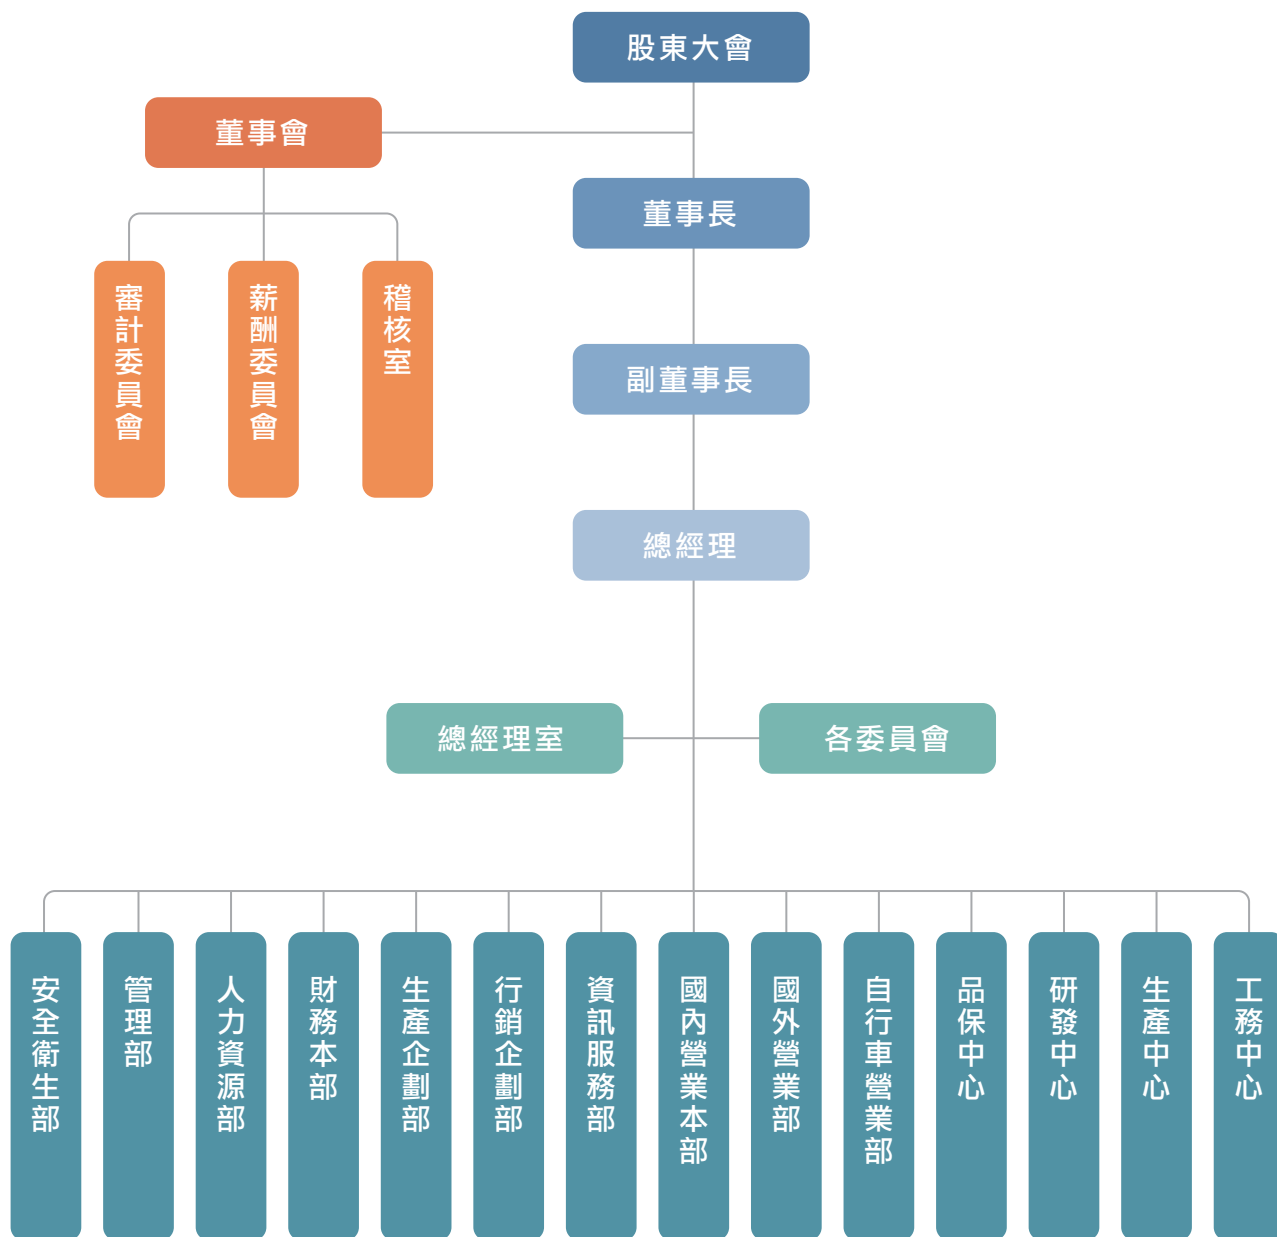 股東大會
董事會
董事長
審計委員會
薪酬委員會
稽核室
副董事長
總經理
總經理室
各委員會
安全衛生部
管理部
人力資源部
財務本部
生產企劃部
行銷企劃部
資訊服務部
國內營業本部
國外營業部
自行車營業部
品保中心
研發中心
生產中心
工務中心